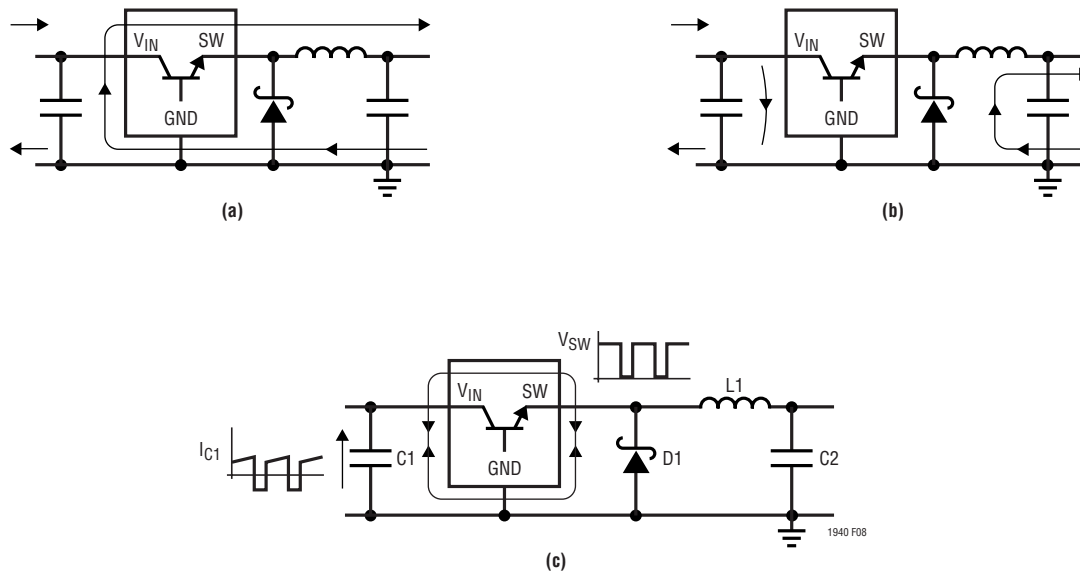 VIN SW
GND
(a)
VIN SW
GND
(b)
VSW
L1
VIN SW
IC1
C1
GND
D1
C2
1940 F08
(c)